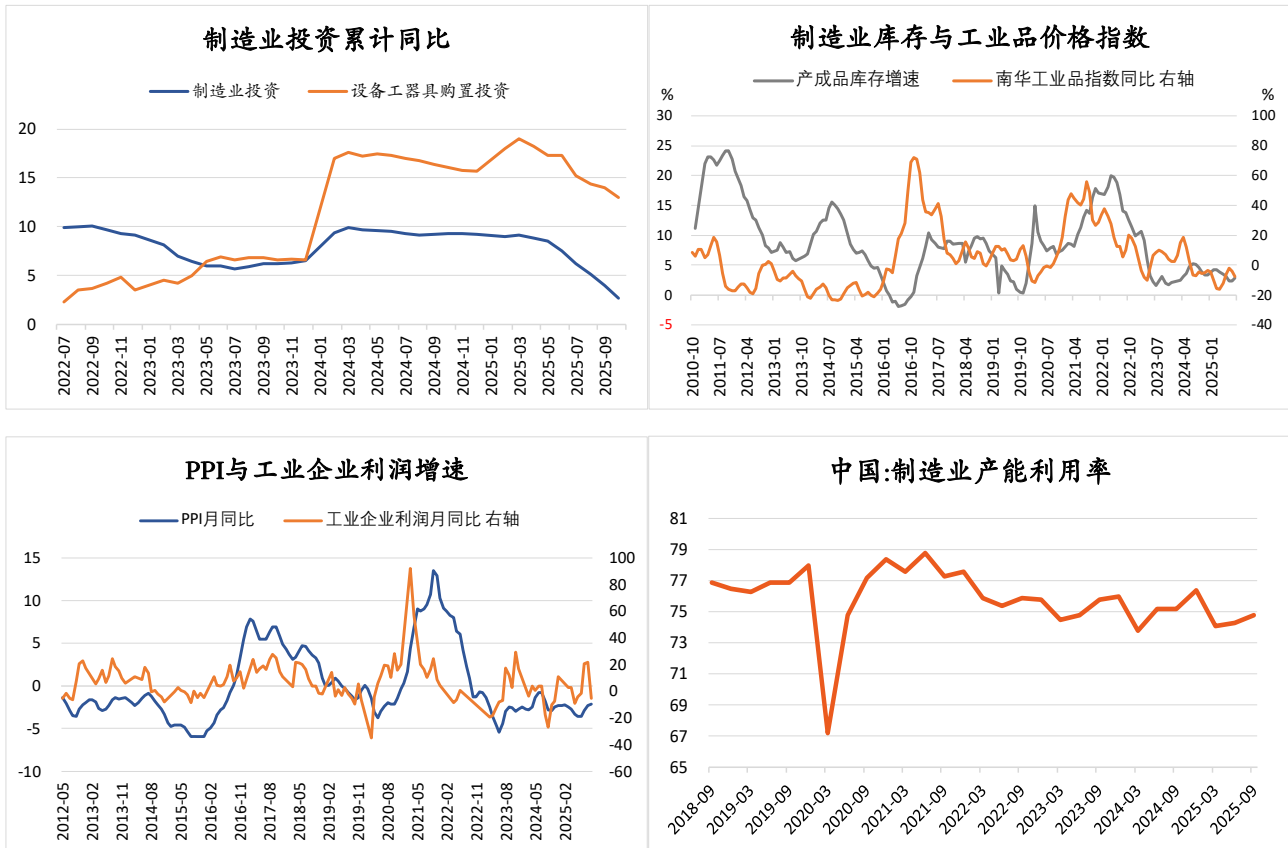 制造业投资累计同比
制造业投资 设备工器具购置投资
20
15
10
5
0
2022-07 2022-09 2022-11 2023-01 2023-03 2023-05 2023-07 2023-09 2023-11 2024-01 2024-03 2024-05 2024-07 2024-09 2024-11 2025-01 2025-03 2025-05 2025-07 2025-09
制造业库存与工业品价格指数
产成品库存增速 南华工业品指数同比 右轴
% %
30 100
25 80
20 60
15 40
10 20
5 0
0 -20
-5 -40
2010-10 2011-07 2012-04 2013-01 2013-10 2014-07 2015-04 2016-01 2016-10 2017-07 2018-04 2019-01 2019-10 2020-07 2021-04 2022-01 2022-10 2023-07 2024-04 2025-01
PPI与工业企业利润增速
PPI月同比 工业企业利润月同比 右轴
15 100
80
10 60
40
5 20
0 0
-20
-5 -40
-10 -60
2012-05 2013-02 2013-11 2014-08 2015-05 2016-02 2016-11 2017-08 2018-05 2019-02 2019-11 2020-08 2021-05 2022-02 2022-11 2023-08 2024-05 2025-02
中国:制造业产能利用率
81
79
77
75
73
71
69
67
65
2018-09 2019-03 2019-09 2020-03 2020-09 2021-03 2021-09 2022-03 2022-09 2023-03 2023-09 2024-03 2024-09 2025-03 2025-09